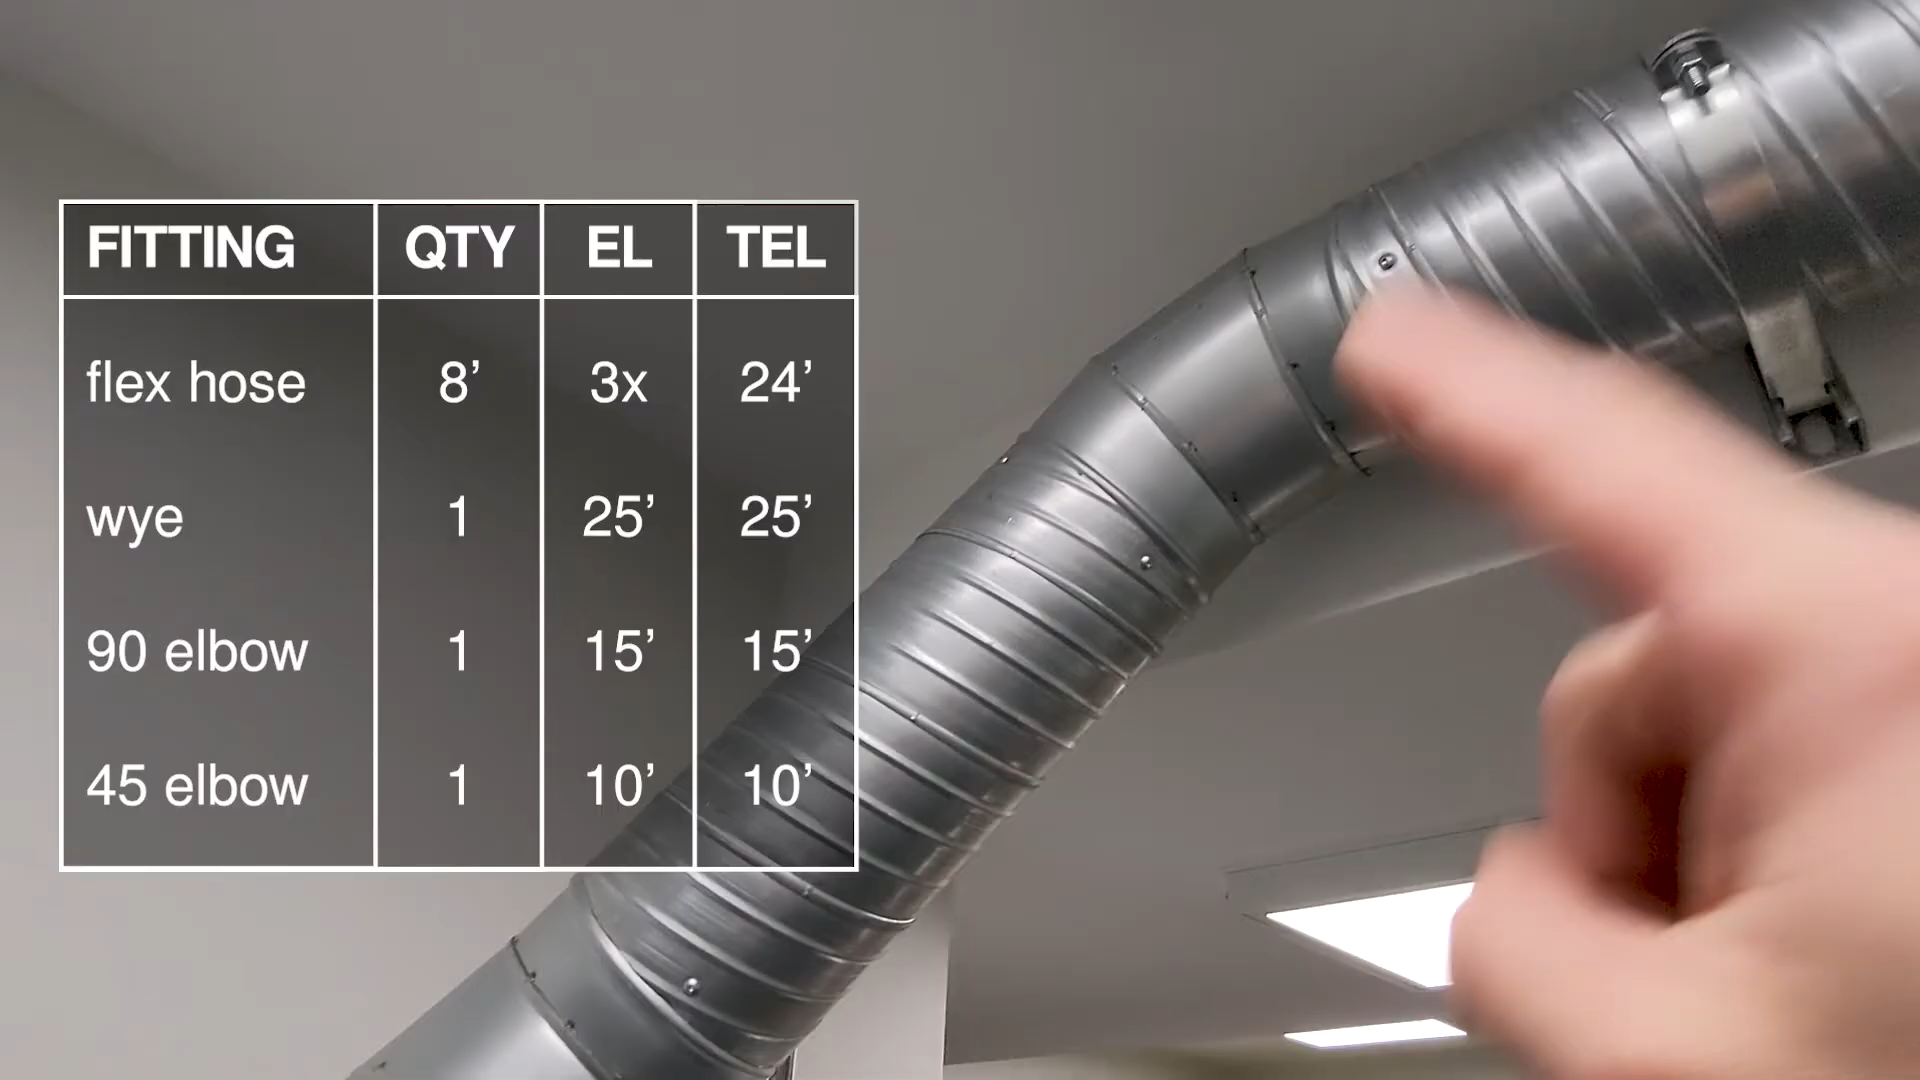 FITTING QTY EL TEL
flex hose 8’ 3x 24’
wye 1 25’ 25’
90 elbow 1 15’ 15’
45 elbow 1 10’ 10’